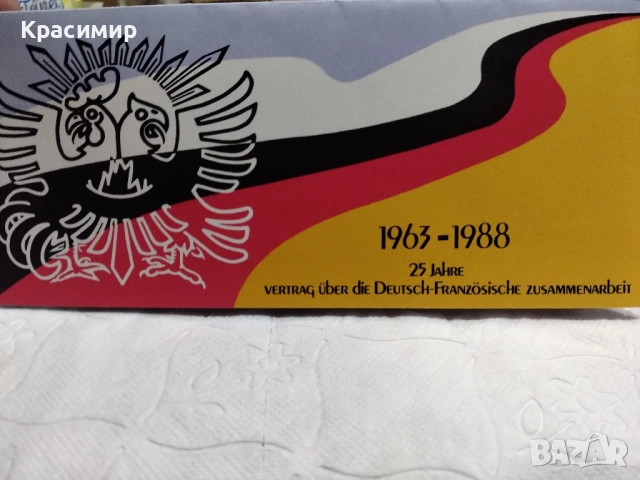 Красимир
1963-1988
25 Jahre
Vertrag über die Deutsch-Französische Zusammenarbeit
BAZAR